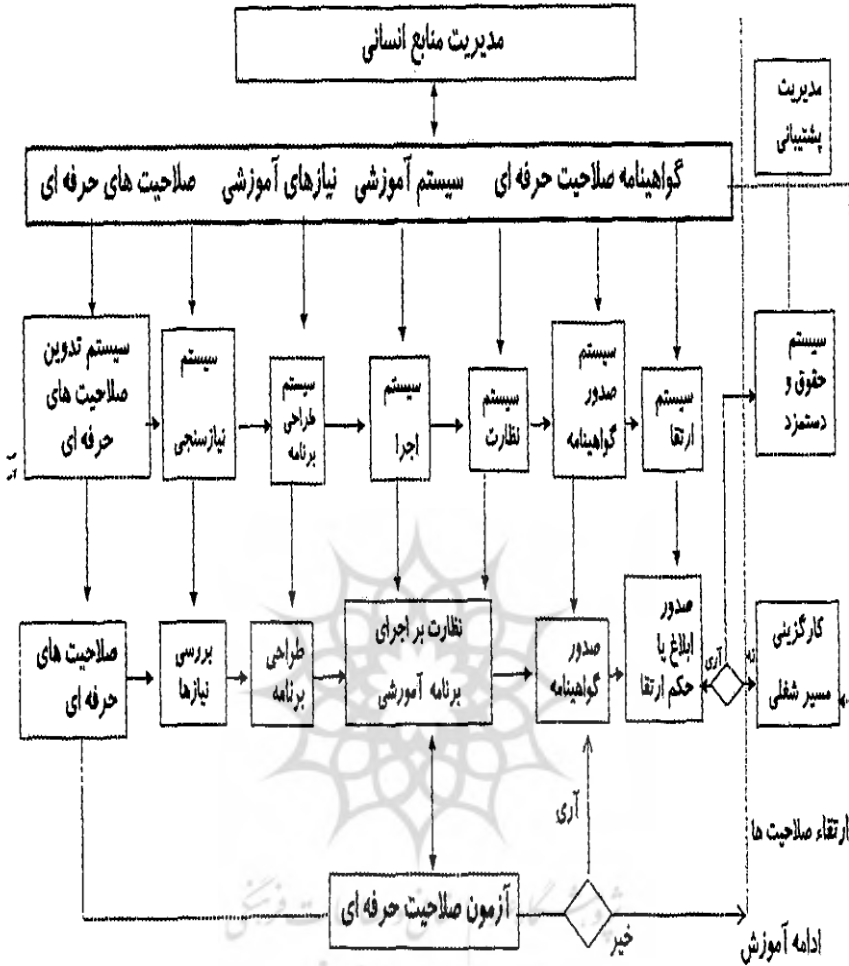 مدیریت منابع انسانی
مدیریت
پشتیبانی
گواهینامه صلاحیت حرفه ای سیستم آموزشی نیازهای آموزشی صلاحیت های حرفه ای
سیستم تدوین
صلاحیت های
حرفه ای
سیستم
نیازسنجی
سیستم
طراحی
برنامه
سیستم
اجرا
سیستم
نظارت
سیستم
صدور
گواهینامه
سیستم
ارتقا
سیستم
حقوق و
دستمزد
صلاحیت های
حرفه ای
بررسی
نیازها
طراحی
برنامه
نظارت بر اجرای
برنامه آمورشی
صدور
گواهینامه
صدور
ابلاغ یا
حکم ارتقا
آری
نه
کارگزینی
مسیر شغلی
آری
ارتقاء صلاحیت ها
آزمون صلاحیت حرفه ای
خیر
ادامه آموزش